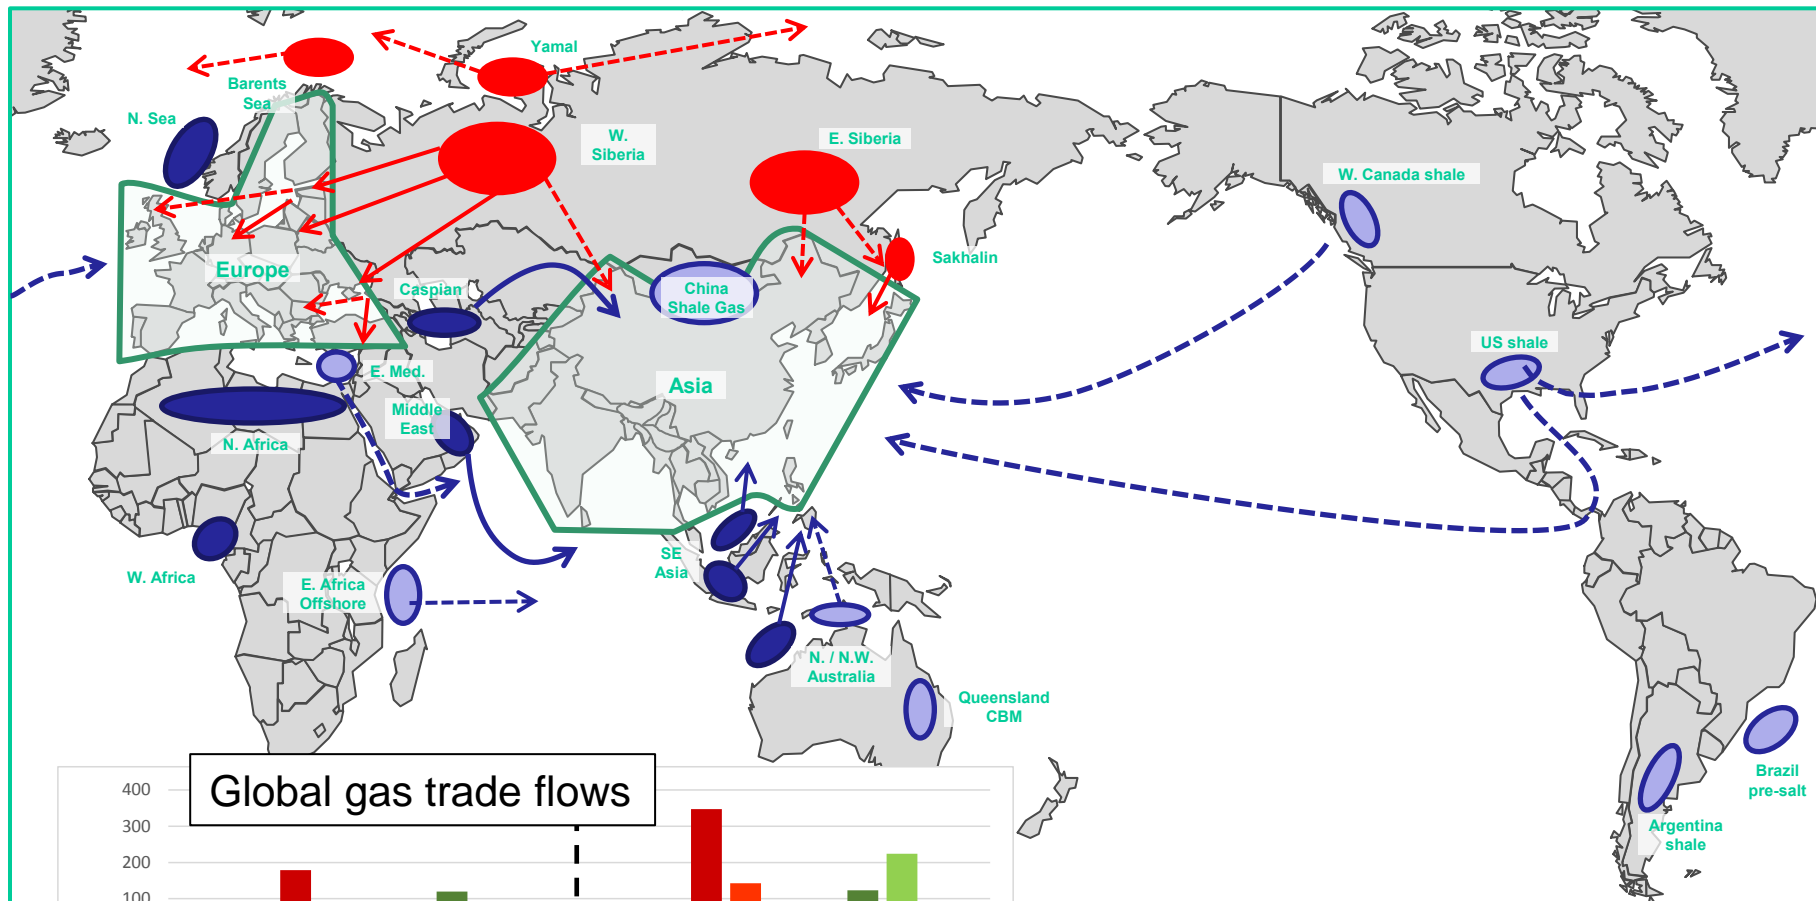 Yamal
Barents
Sea
N. Sea
W.
Siberia
E. Siberia
W. Canada shale
Sakhalin
Europe
Caspian
China
Shale Gas
US shale
E. Med.
Asia
Middle
East
N. Africa
SE
Asia
W. Africa
E. Africa
Offshore
N. / N.W.
Australia
Queensland
CBM
Brazil
pre-salt
Argentina
shale
Global gas trade flows
400
300
200
100